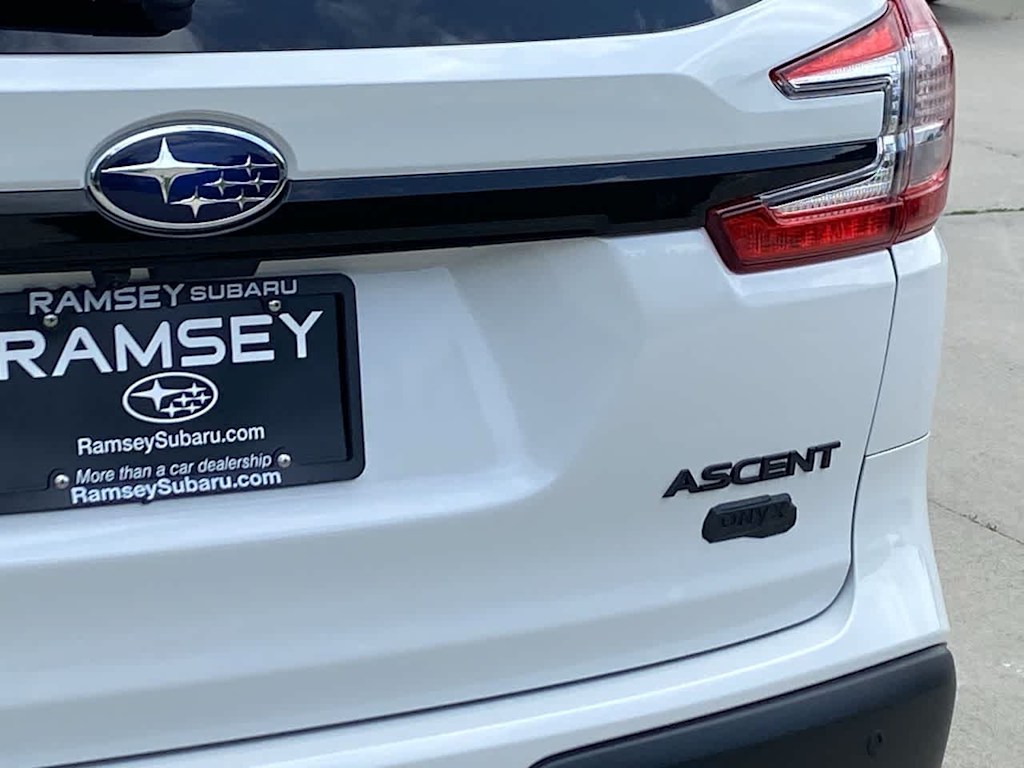 RAMSEY SUBARU
RAMSEY
RamseySubaru.com
More than a car dealership
RamseySubaru.com
ASCENT
ONYX